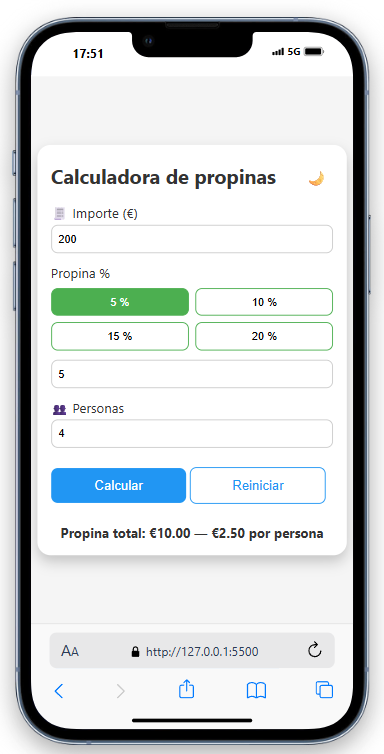 17:51
5G
Calculadora de propinas
Importe (€)
200
Propina %
5 %
10 %
15 %
20 %
5
Personas
4
Calcular
Reiniciar
Propina total: €10.00 — €2.50 por persona
AA
http://127.0.0.1:5500